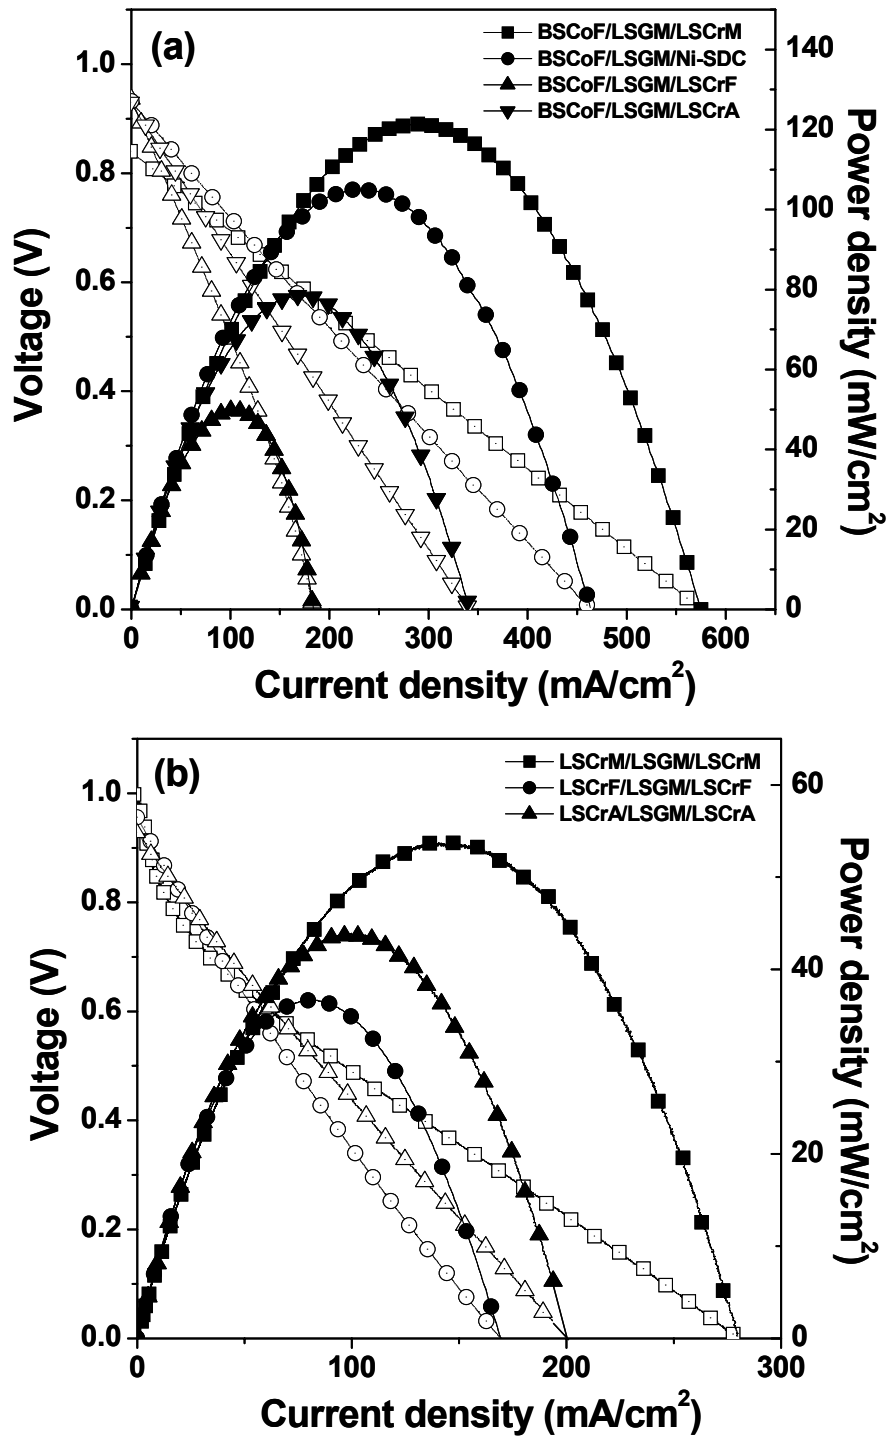 (a)
BSCoF/LSGM/LSCrM
BSCoF/LSGM/Ni-SDC
BSCoF/LSGM/LSCrF
BSCoF/LSGM/LSCrA
1.0
0.8
0.6
0.4
0.2
0.0
Voltage (V)
140
120
100
80
60
40
20
0
Power density (mW/cm²)
0 100 200 300 400 500 600
Current density (mA/cm²)
(b)
LSCrM/LSGM/LSCrM
LSCrF/LSGM/LSCrF
LSCrA/LSGM/LSCrA
1.0
0.8
0.6
0.4
0.2
0.0
Voltage (V)
60
40
20
0
Power density (mW/cm²)
0 100 200 300
Current density (mA/cm²)